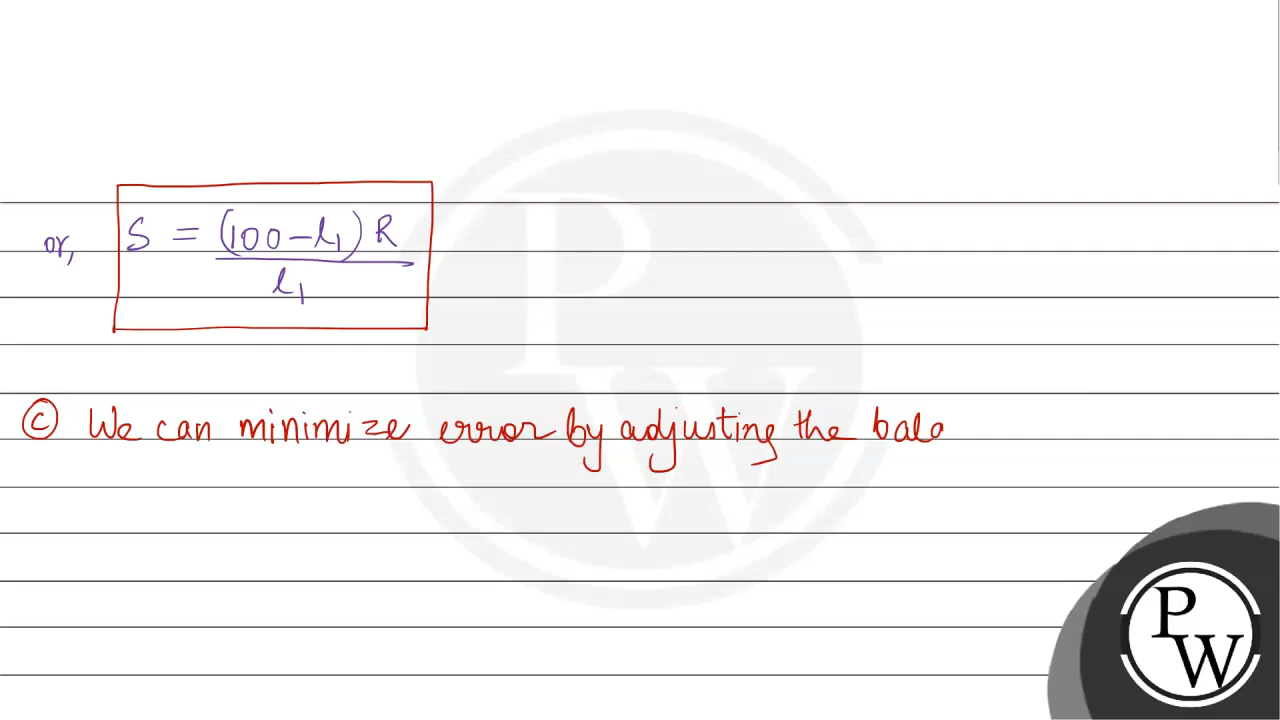 or, S = (100 - l₁) R / l₁
(c) We can minimize error by adjusting the bala
P
W
P
W